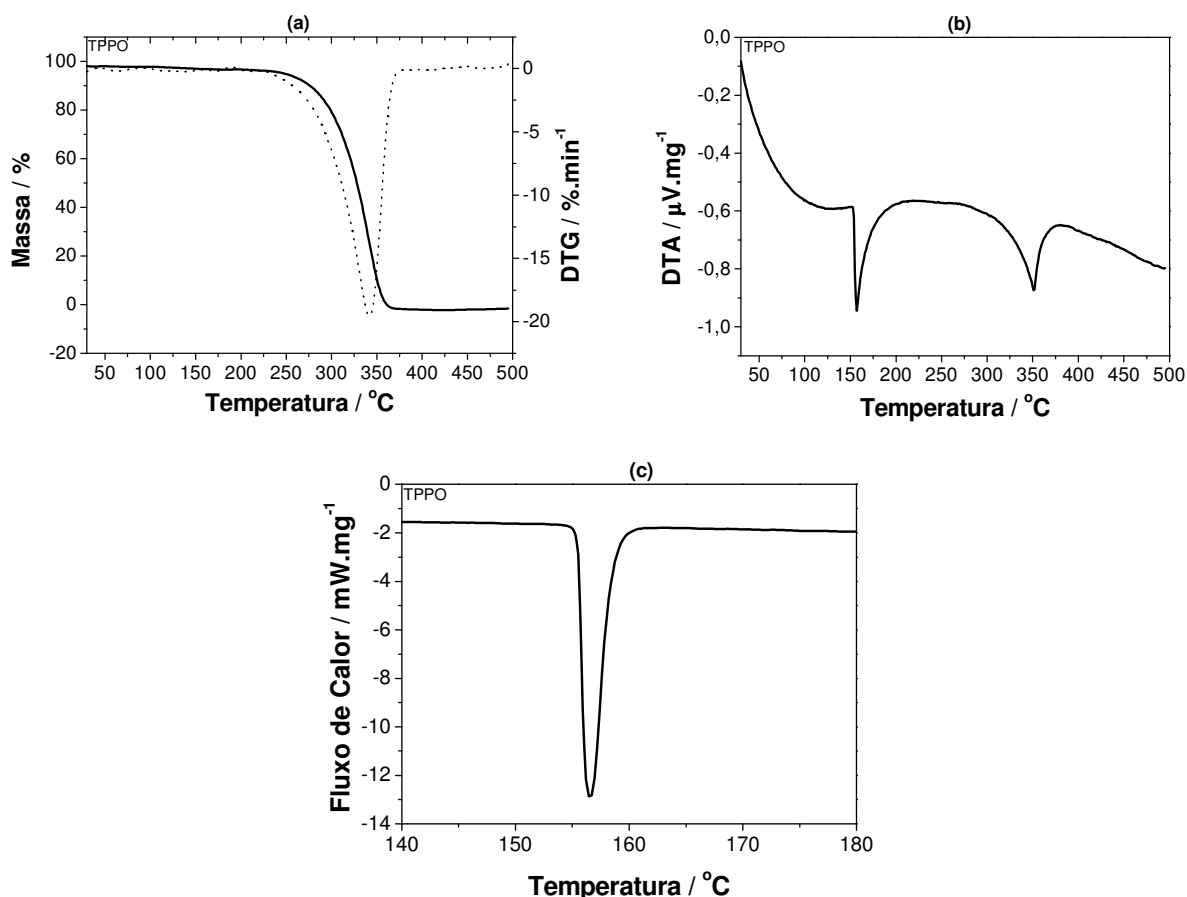 (a)
TPPO
100
80
60
40
20
0
-20
Massa / %
0
-5
-10
-15
-20
DTG / %.min⁻¹
50 100 150 200 250 300 350 400 450 500
Temperatura / °C
(b)
TPPO
0,0
-0,2
-0,4
-0,6
-0,8
-1,0
DTA / µV.mg⁻¹
50 100 150 200 250 300 350 400 450 500
Temperatura / °C
(c)
TPPO
0
-2
-4
-6
-8
-10
-12
-14
Fluxo de Calor / mW.mg⁻¹
140 150 160 170 180
Temperatura / °C